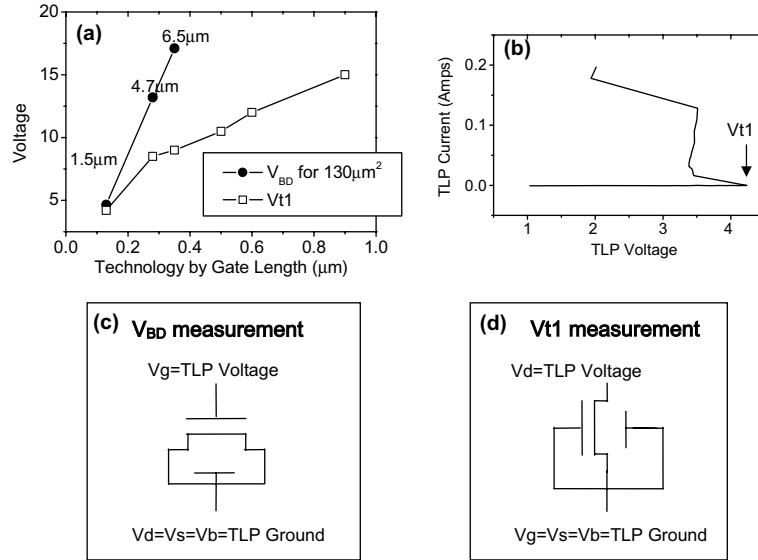 (a)
6.5μm
4.7μm
1.5μm
Voltage
20
15
10
5
V_BD for 130μm²
Vt1
0.0 0.2 0.4 0.6 0.8 1.0
Technology by Gate Length (μm)
(b)
TLP Current (Amps)
0.2
0.1
0.0
Vt1
1 2 3 4
TLP Voltage
(c) V_BD measurement
Vg=TLP Voltage
Vd=Vs=Vb=TLP Ground
(d) Vt1 measurement
Vd=TLP Voltage
Vg=Vs=Vb=TLP Ground